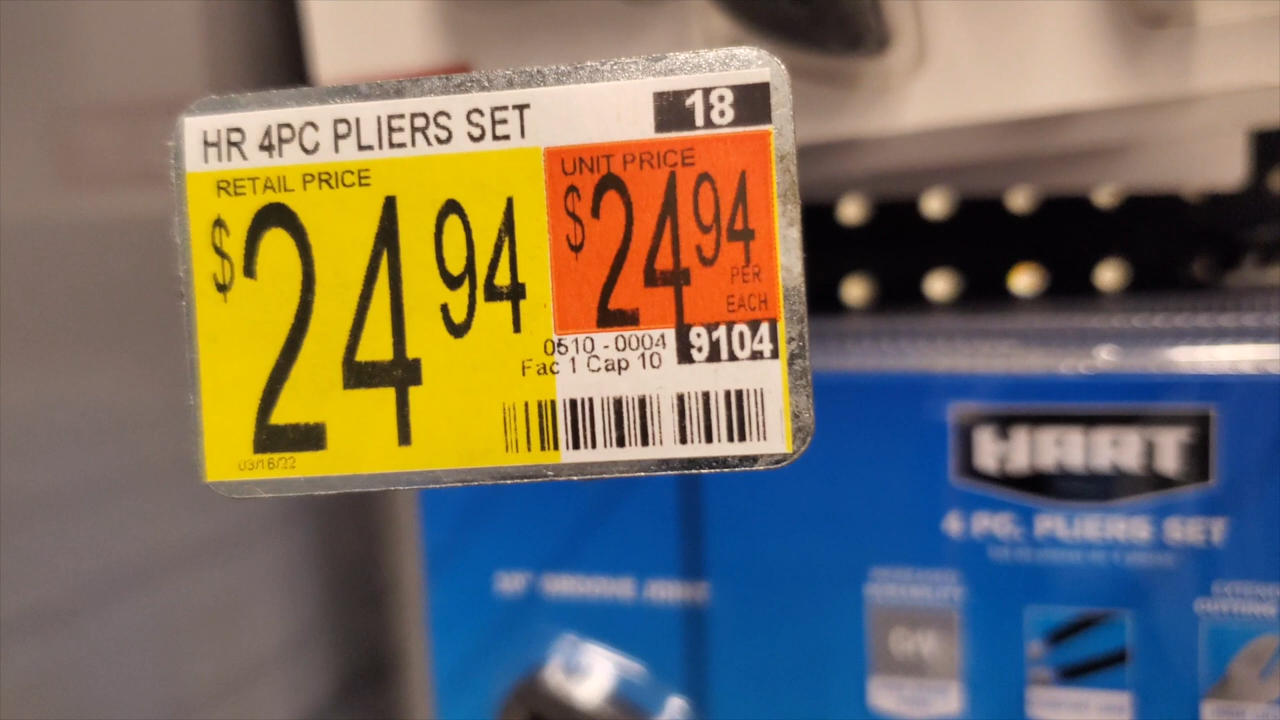 HR 4PC PLIERS SET
18
RETAIL PRICE
$24 94
UNIT PRICE
$24 94
PER
EACH
0510 -0004
9104
Fac 1 Cap 10
03/16/22
HART
4 PC. PLIERS SET